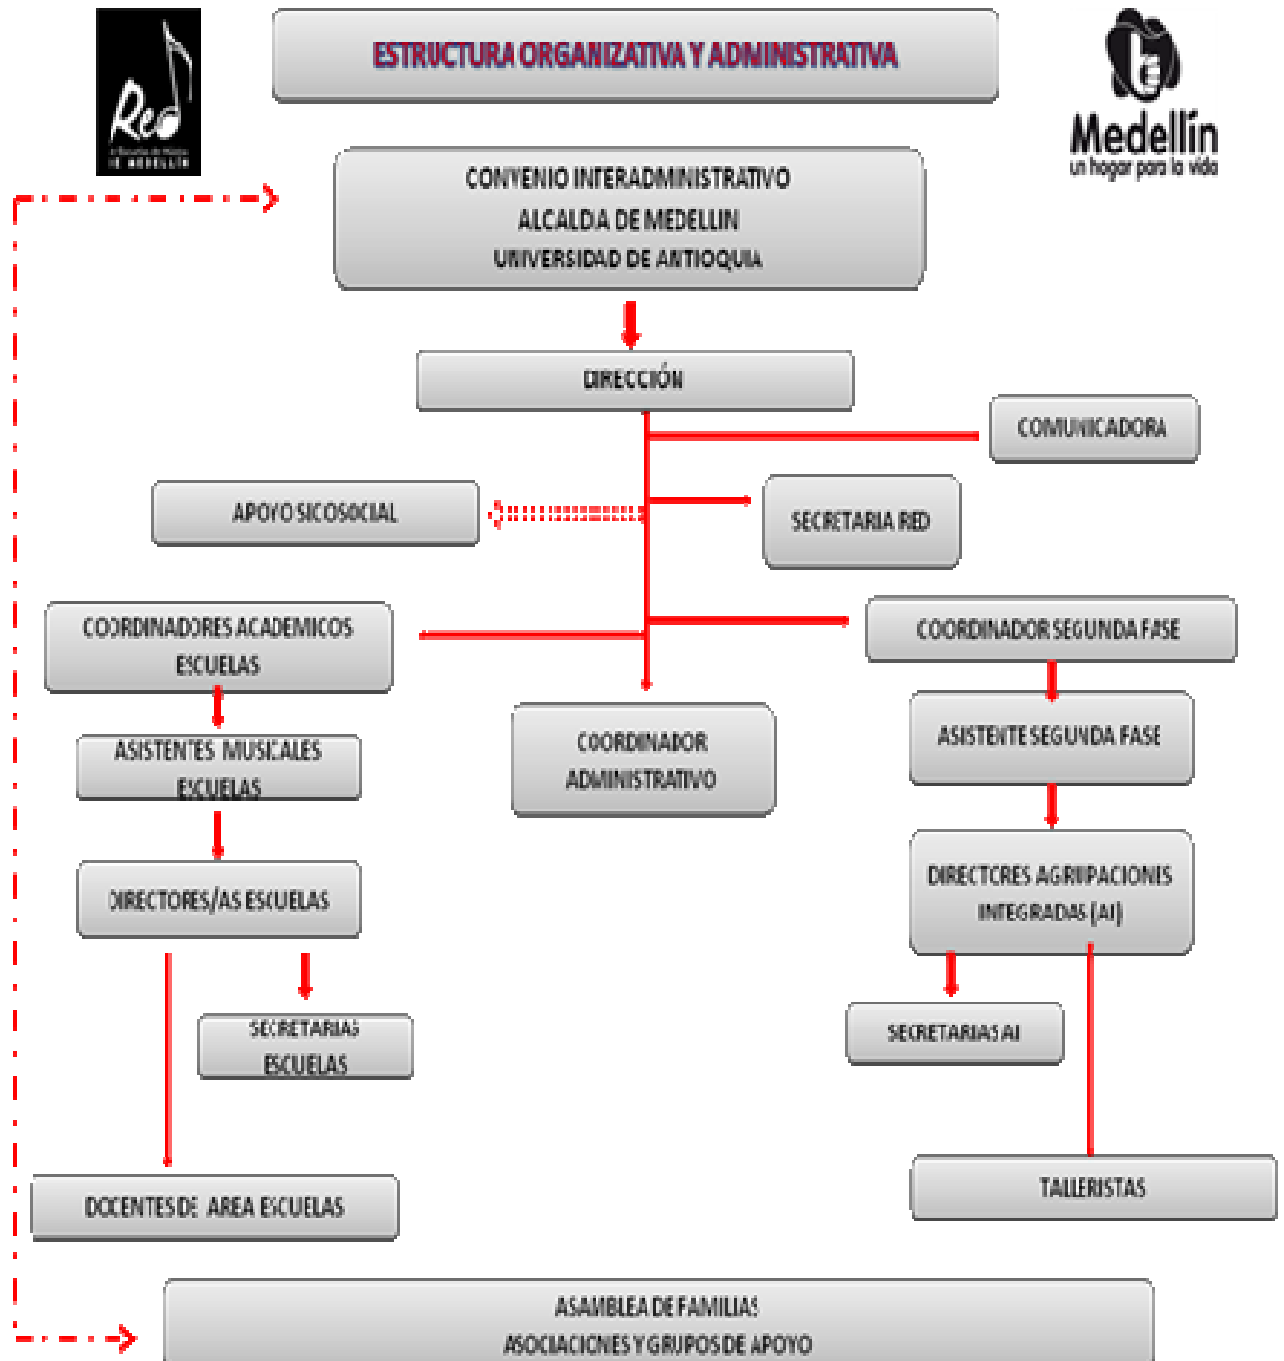 Red
DE MEDELLÍN
ESTRUCTURA ORGANIZATIVA Y ADMINISTRATIVA
Medellín
un hogar para la vida
CONVENIO INTERADMINISTRATIVO
ALCALDIA DE MEDELLIN
UNIVERSIDAD DE ANTIOQUIA
DIRECCIÓN
COMUNICADORA
APOYO SICOSOCIAL
SECRETARIA RED
COORDINADORES ACADEMICOS
ESCUELAS
COORDINADOR SEGUNDA FASE
ASISTENTES MUSICALES
ESCUELAS
COORDINADOR
ADMINISTRATIVO
ASISTENTE SEGUNDA FASE
DIRECTORES/AS ESCUELAS
DIRECTORES AGRUPACIONES
INTEGRADAS (AI)
SECRETARIAS
ESCUELAS
SECRETARIAS AI
DOCENTES DE AREA ESCUELAS
TALLERISTAS
ASAMBLEA DE FAMILIAS
ASOCIACIONES Y GRUPOS DE APOYO